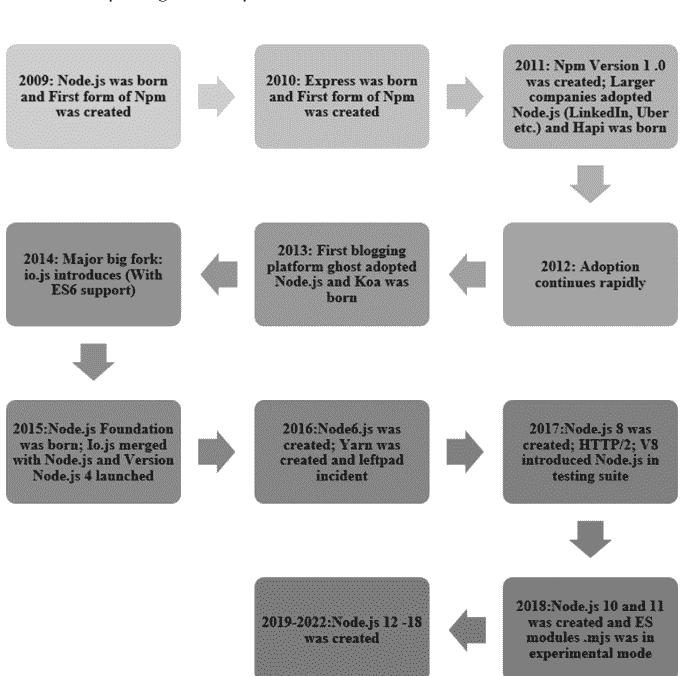 2009: Node.js was born
and First form of Npm
was created
2010: Express was born
and First form of Npm
was created
2011: Npm Version 1 .0
was created; Larger
companies adopted
Node.js (LinkedIn, Uber
etc.) and Hapi was born
2012: Adoption
continues rapidly
2013: First blogging
platform ghost adopted
Node.js and Koa was
born
2014: Major big fork:
io.js introduces (With
ES6 support)
2015:Node.js Foundation
was born; Io.js merged
with Node.js and Version
Node.js 4 launched
2016:Node6.js was
created; Yarn was
created and leftpad
incident
2017:Node.js 8 was
created; HTTP/2; V8
introduced Node.js in
testing suite
2018:Node.js 10 and 11
was created and ES
modules .mjs was in
experimental mode
2019-2022:Node.js 12 -18
was created